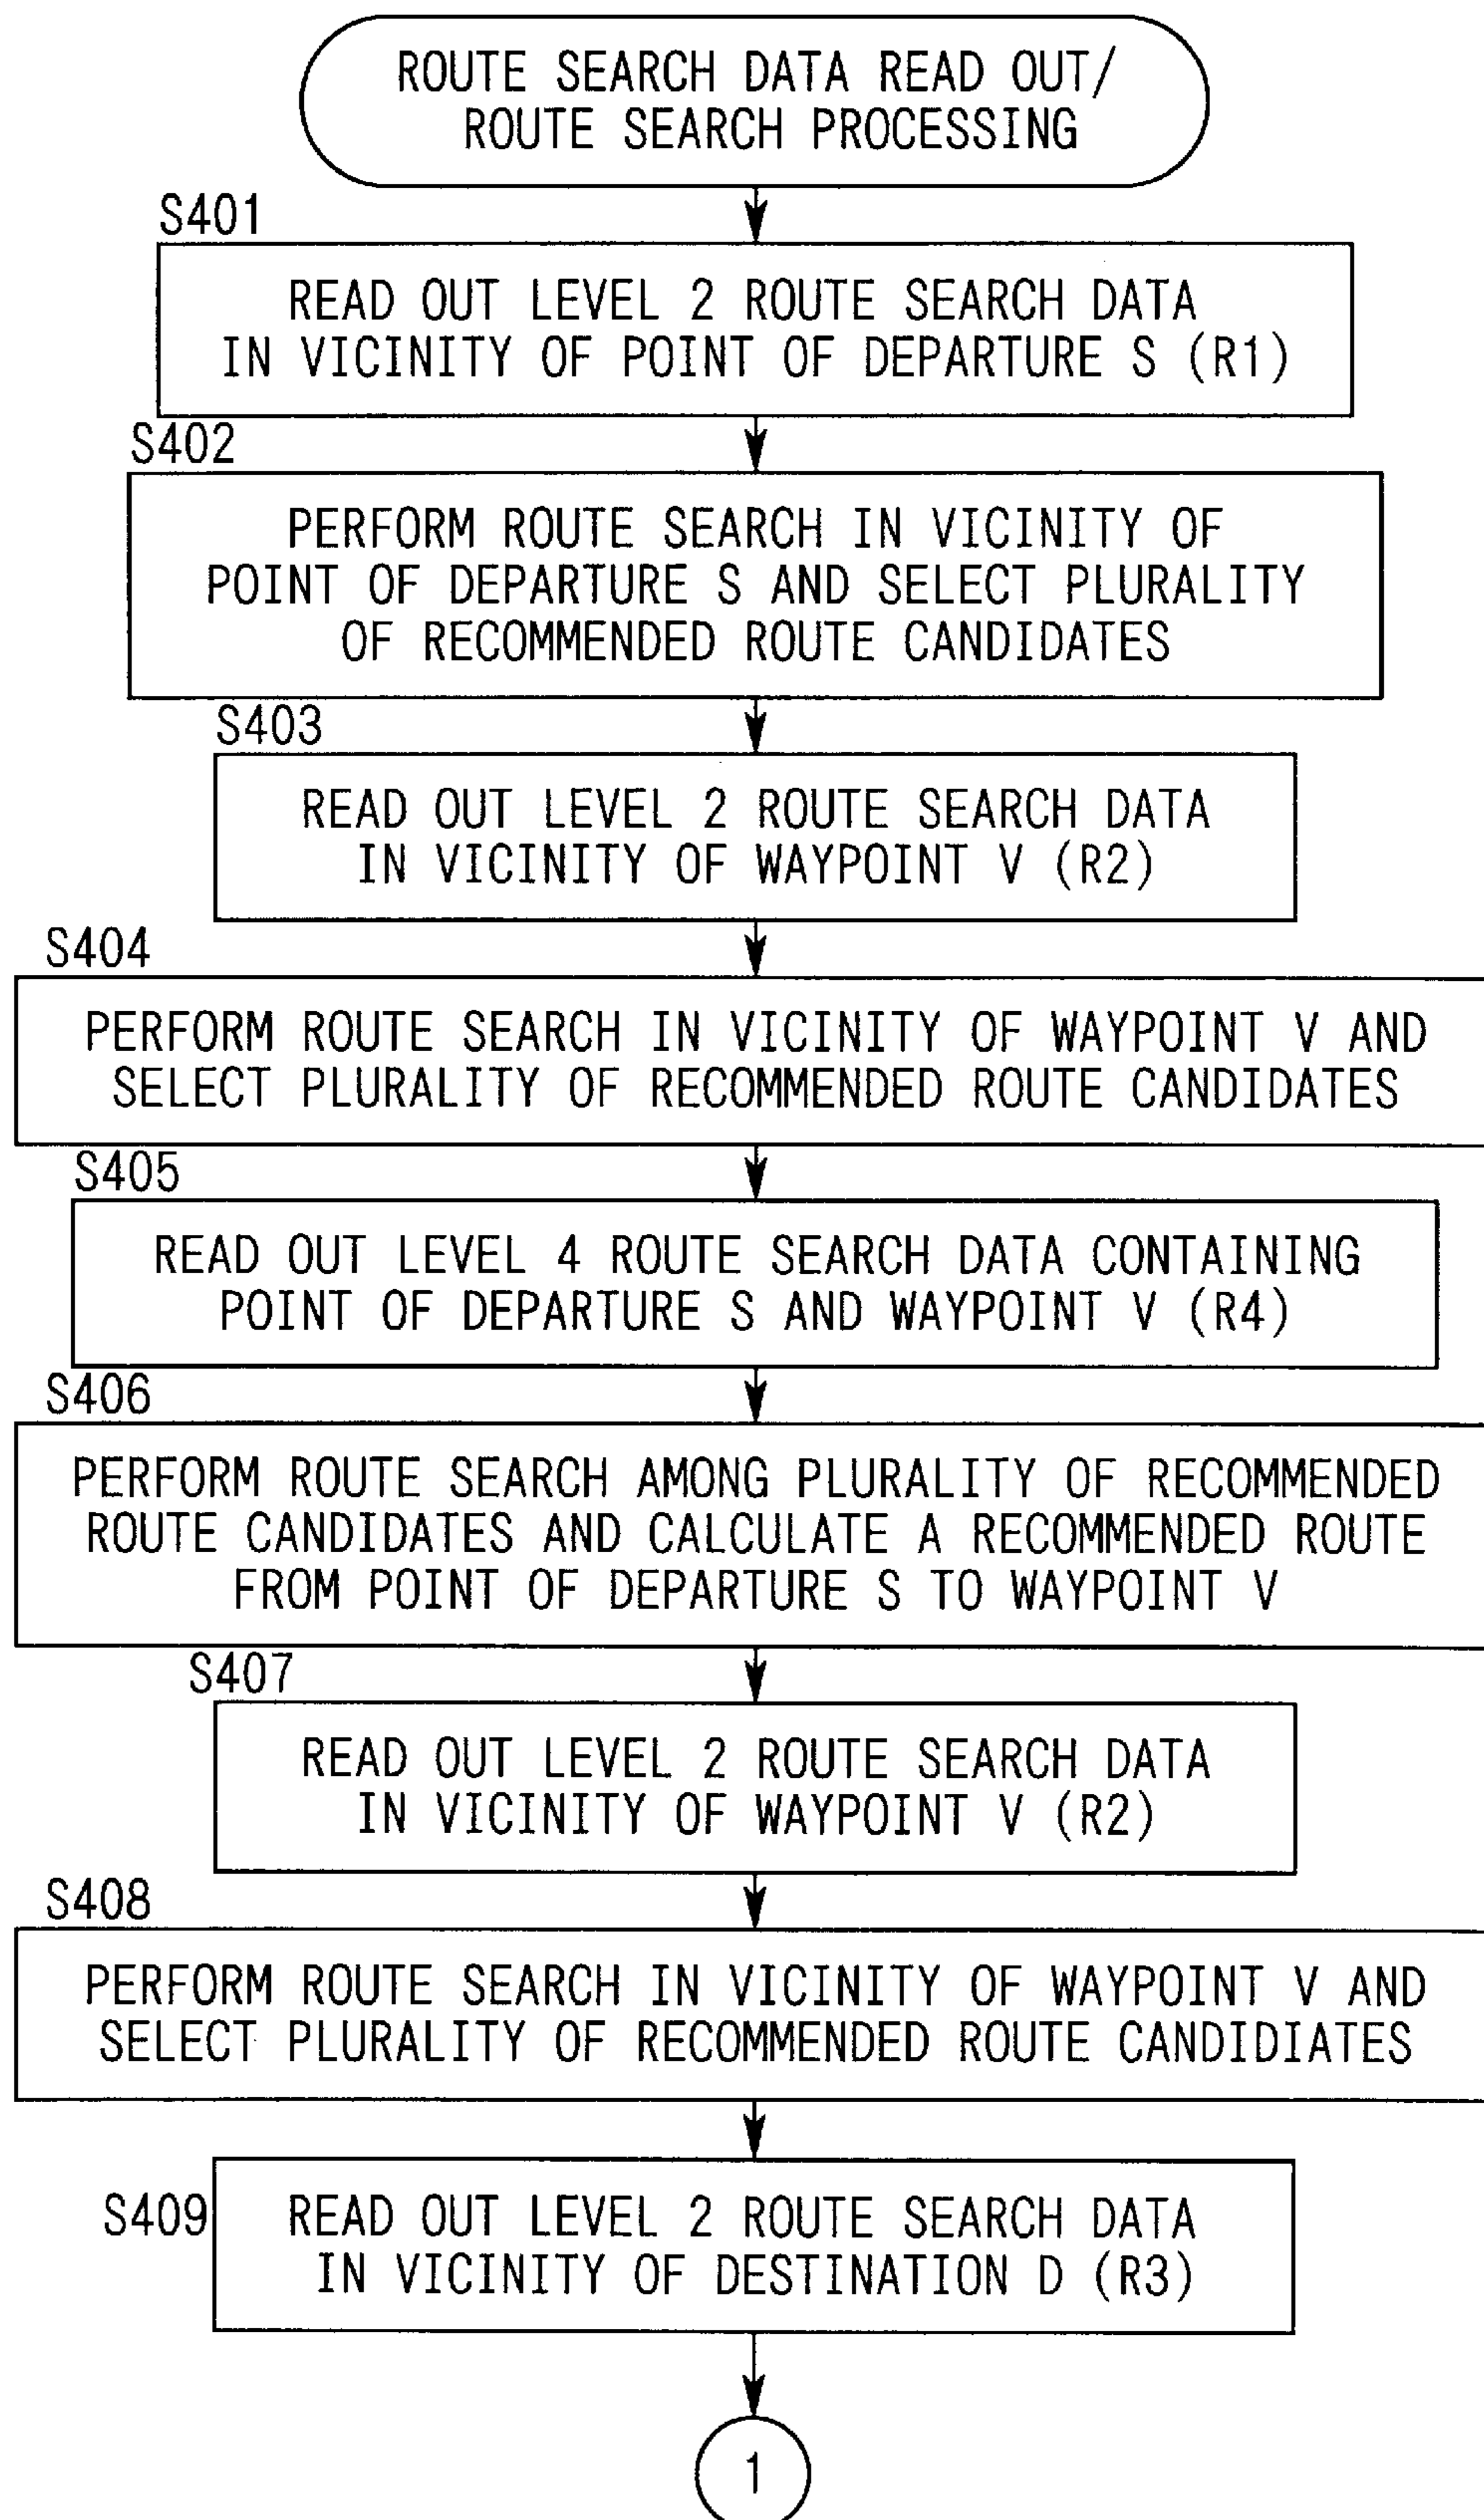 ROUTE SEARCH DATA READ OUT/
ROUTE SEARCH PROCESSING
S401
READ OUT LEVEL 2 ROUTE SEARCH DATA
IN VICINITY OF POINT OF DEPARTURE S (R1)
S402
PERFORM ROUTE SEARCH IN VICINITY OF
POINT OF DEPARTURE S AND SELECT PLURALITY
OF RECOMMENDED ROUTE CANDIDATES
S403
READ OUT LEVEL 2 ROUTE SEARCH DATA
IN VICINITY OF WAYPOINT V (R2)
S404
PERFORM ROUTE SEARCH IN VICINITY OF WAYPOINT V AND
SELECT PLURALITY OF RECOMMENDED ROUTE CANDIDATES
S405
READ OUT LEVEL 4 ROUTE SEARCH DATA CONTAINING
POINT OF DEPARTURE S AND WAYPOINT V (R4)
S406
PERFORM ROUTE SEARCH AMONG PLURALITY OF RECOMMENDED
ROUTE CANDIDATES AND CALCULATE A RECOMMENDED ROUTE
FROM POINT OF DEPARTURE S TO WAYPOINT V
S407
READ OUT LEVEL 2 ROUTE SEARCH DATA
IN VICINITY OF WAYPOINT V (R2)
S408
PERFORM ROUTE SEARCH IN VICINITY OF WAYPOINT V AND
SELECT PLURALITY OF RECOMMENDED ROUTE CANDIDIATES
S409
READ OUT LEVEL 2 ROUTE SEARCH DATA
IN VICINITY OF DESTINATION D (R3)
1